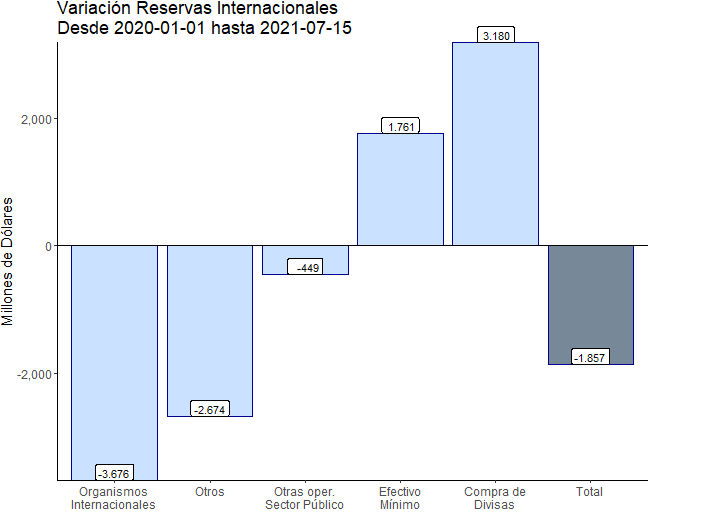 Variación Reservas Internacionales
Desde 2020-01-01 hasta 2021-07-15
Millones de Dólares
2,000
0
-2,000
-3.676
-2.674
-449
1.761
3.180
-1.857
Organismos
Internacionales
Otros
Otras oper.
Sector Público
Efectivo
Mínimo
Compra de
Divisas
Total